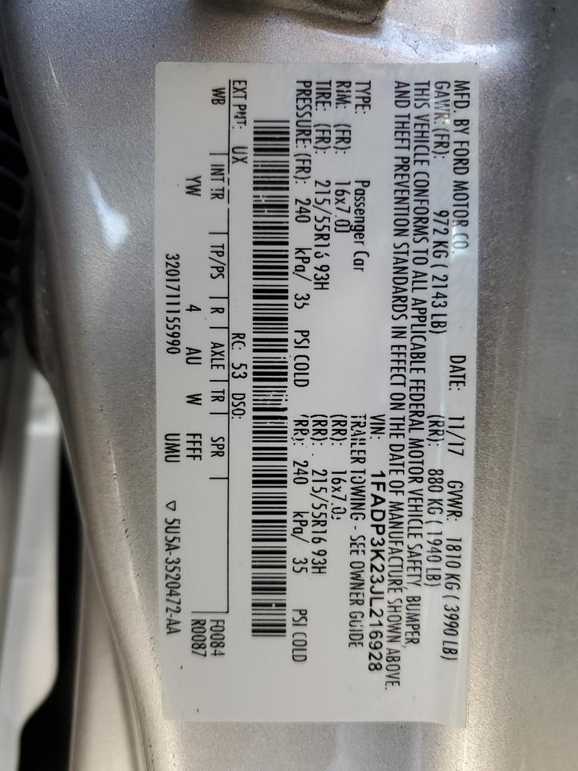 MFD. BY FORD MOTOR CO. DATE: 11/17 GVWR: 1810 KG ( 3990 LB)
GAWR:(FR): 972 KG ( 2143 LB) (RR): 880 KG ( 1940 LB)
THIS VEHICLE CONFORMS TO ALL APPLICABLE FEDERAL MOTOR VEHICLE SAFETY, BUMPER,
AND THEFT PREVENTION STANDARDS IN EFFECT ON THE DATE OF MANUFACTURE SHOWN ABOVE.
VIN: 1FADP3K23JL216928
TYPE: Passenger Car TRAILER TOWING - SEE OWNER GUIDE
RIM: (FR): 16x7.0J (RR): 16x7.0J
TIRE: (FR): 215/55R16 93H (RR): 215/55R16 93H
PRESSURE:(FR): 240 kPa/ 35 PSI COLD (RR): 240 kPa/ 35 PSI COLD
EXT PNT: UX RC: 53 DSO:
WB INT TR TP/PS R AXLE TR SPR F0084
YW 4 AU W FFFF UMU R0087
3201711155990 ▽ 5U5A-3520472-AA